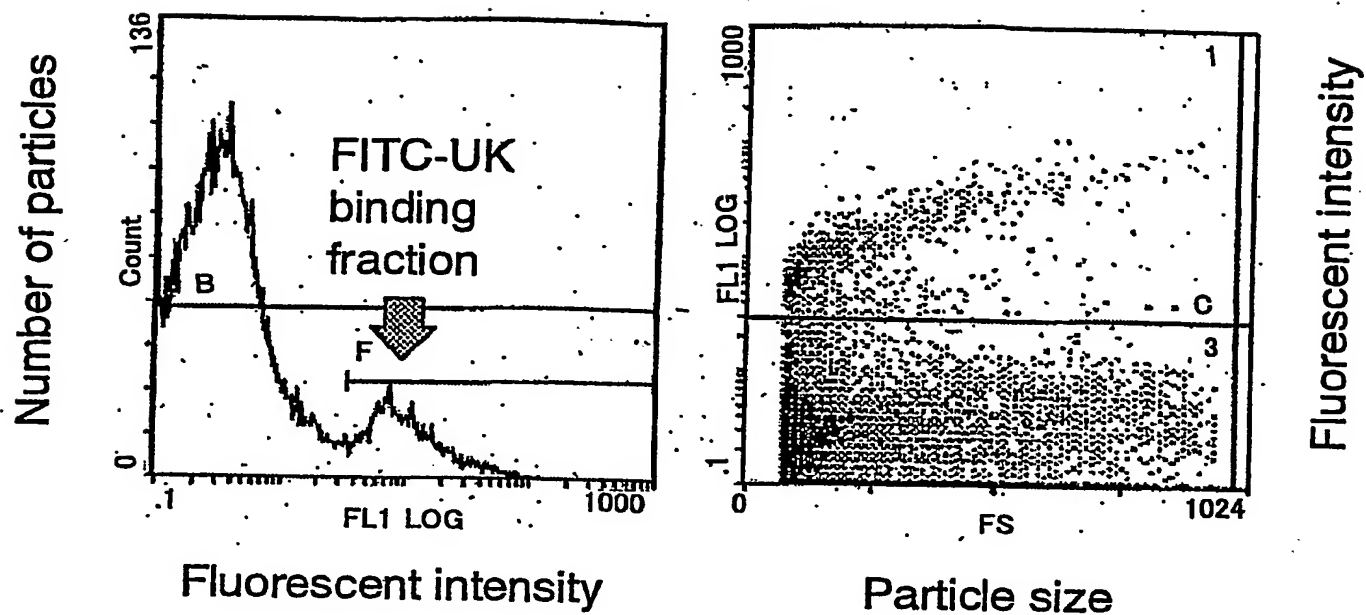 Number of particles
136
Count
0
B
FITC-UK
binding
fraction
F
.1
1000
FL1 LOG
Fluorescent intensity
1000
FL1 LOG
.1
1
C
3
0
1024
FS
Particle size
Fluorescent intensity